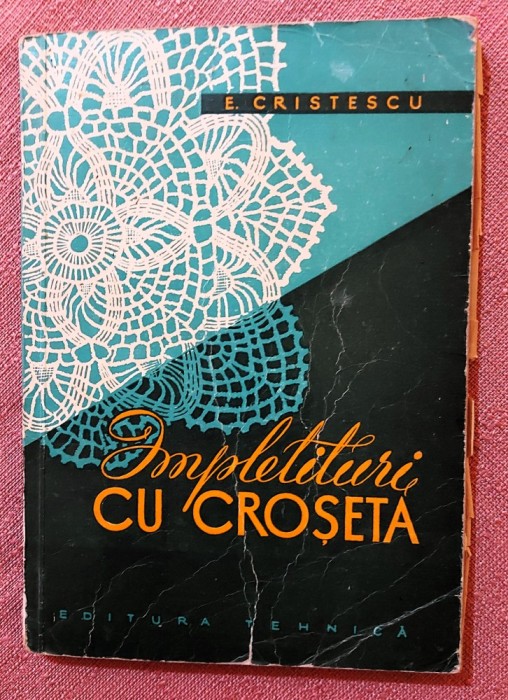 E. CRISTESCU
Împletituri
CU CROȘETA
EDITURA TEHNICĂ